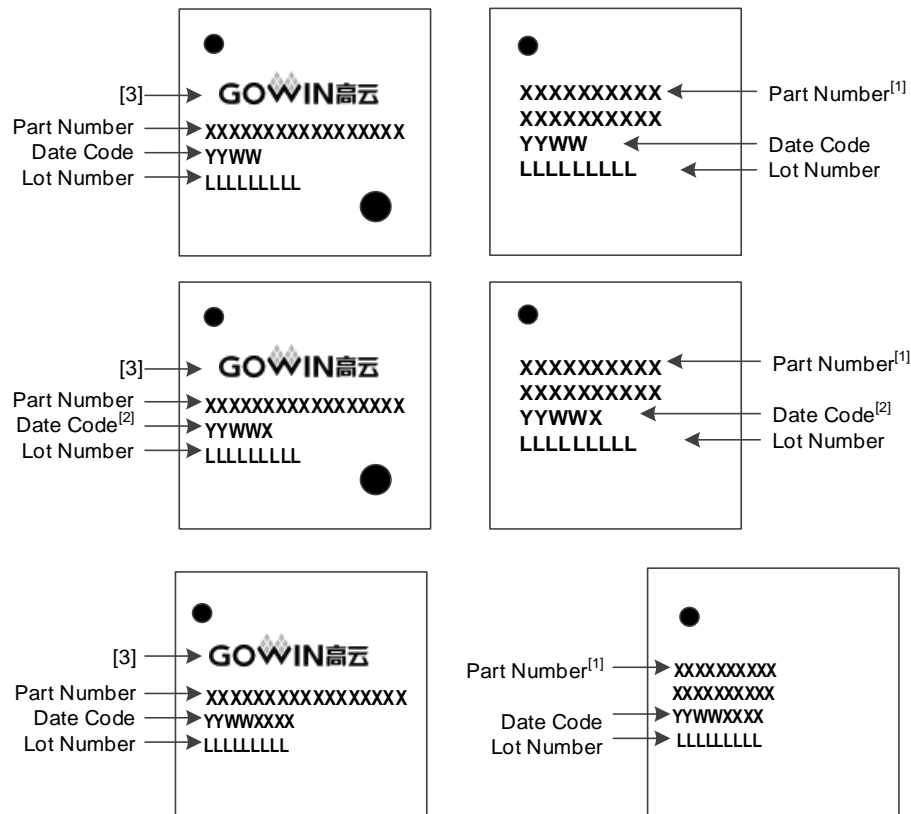 [3] GOWIN高云
Part Number XXXXXXXXXXXXXXXXX
Date Code YYWW
Lot Number LLLLLLLLL
XXXXXXXXXX Part Number[1]
XXXXXXXXXX
YYWW Date Code
LLLLLLLLL Lot Number
[3] GOWIN高云
Part Number XXXXXXXXXXXXXXXXX
Date Code[2] YYWWX
Lot Number LLLLLLLLL
XXXXXXXXXX Part Number[1]
XXXXXXXXXX
YYWWX Date Code[2]
LLLLLLLLL Lot Number
[3] GOWIN高云
Part Number XXXXXXXXXXXXXXXXX
Date Code YYWWXXXX
Lot Number LLLLLLLLL
Part Number[1] XXXXXXXXXX
XXXXXXXXXX
Date Code YYWWXXXX
Lot Number LLLLLLLLL